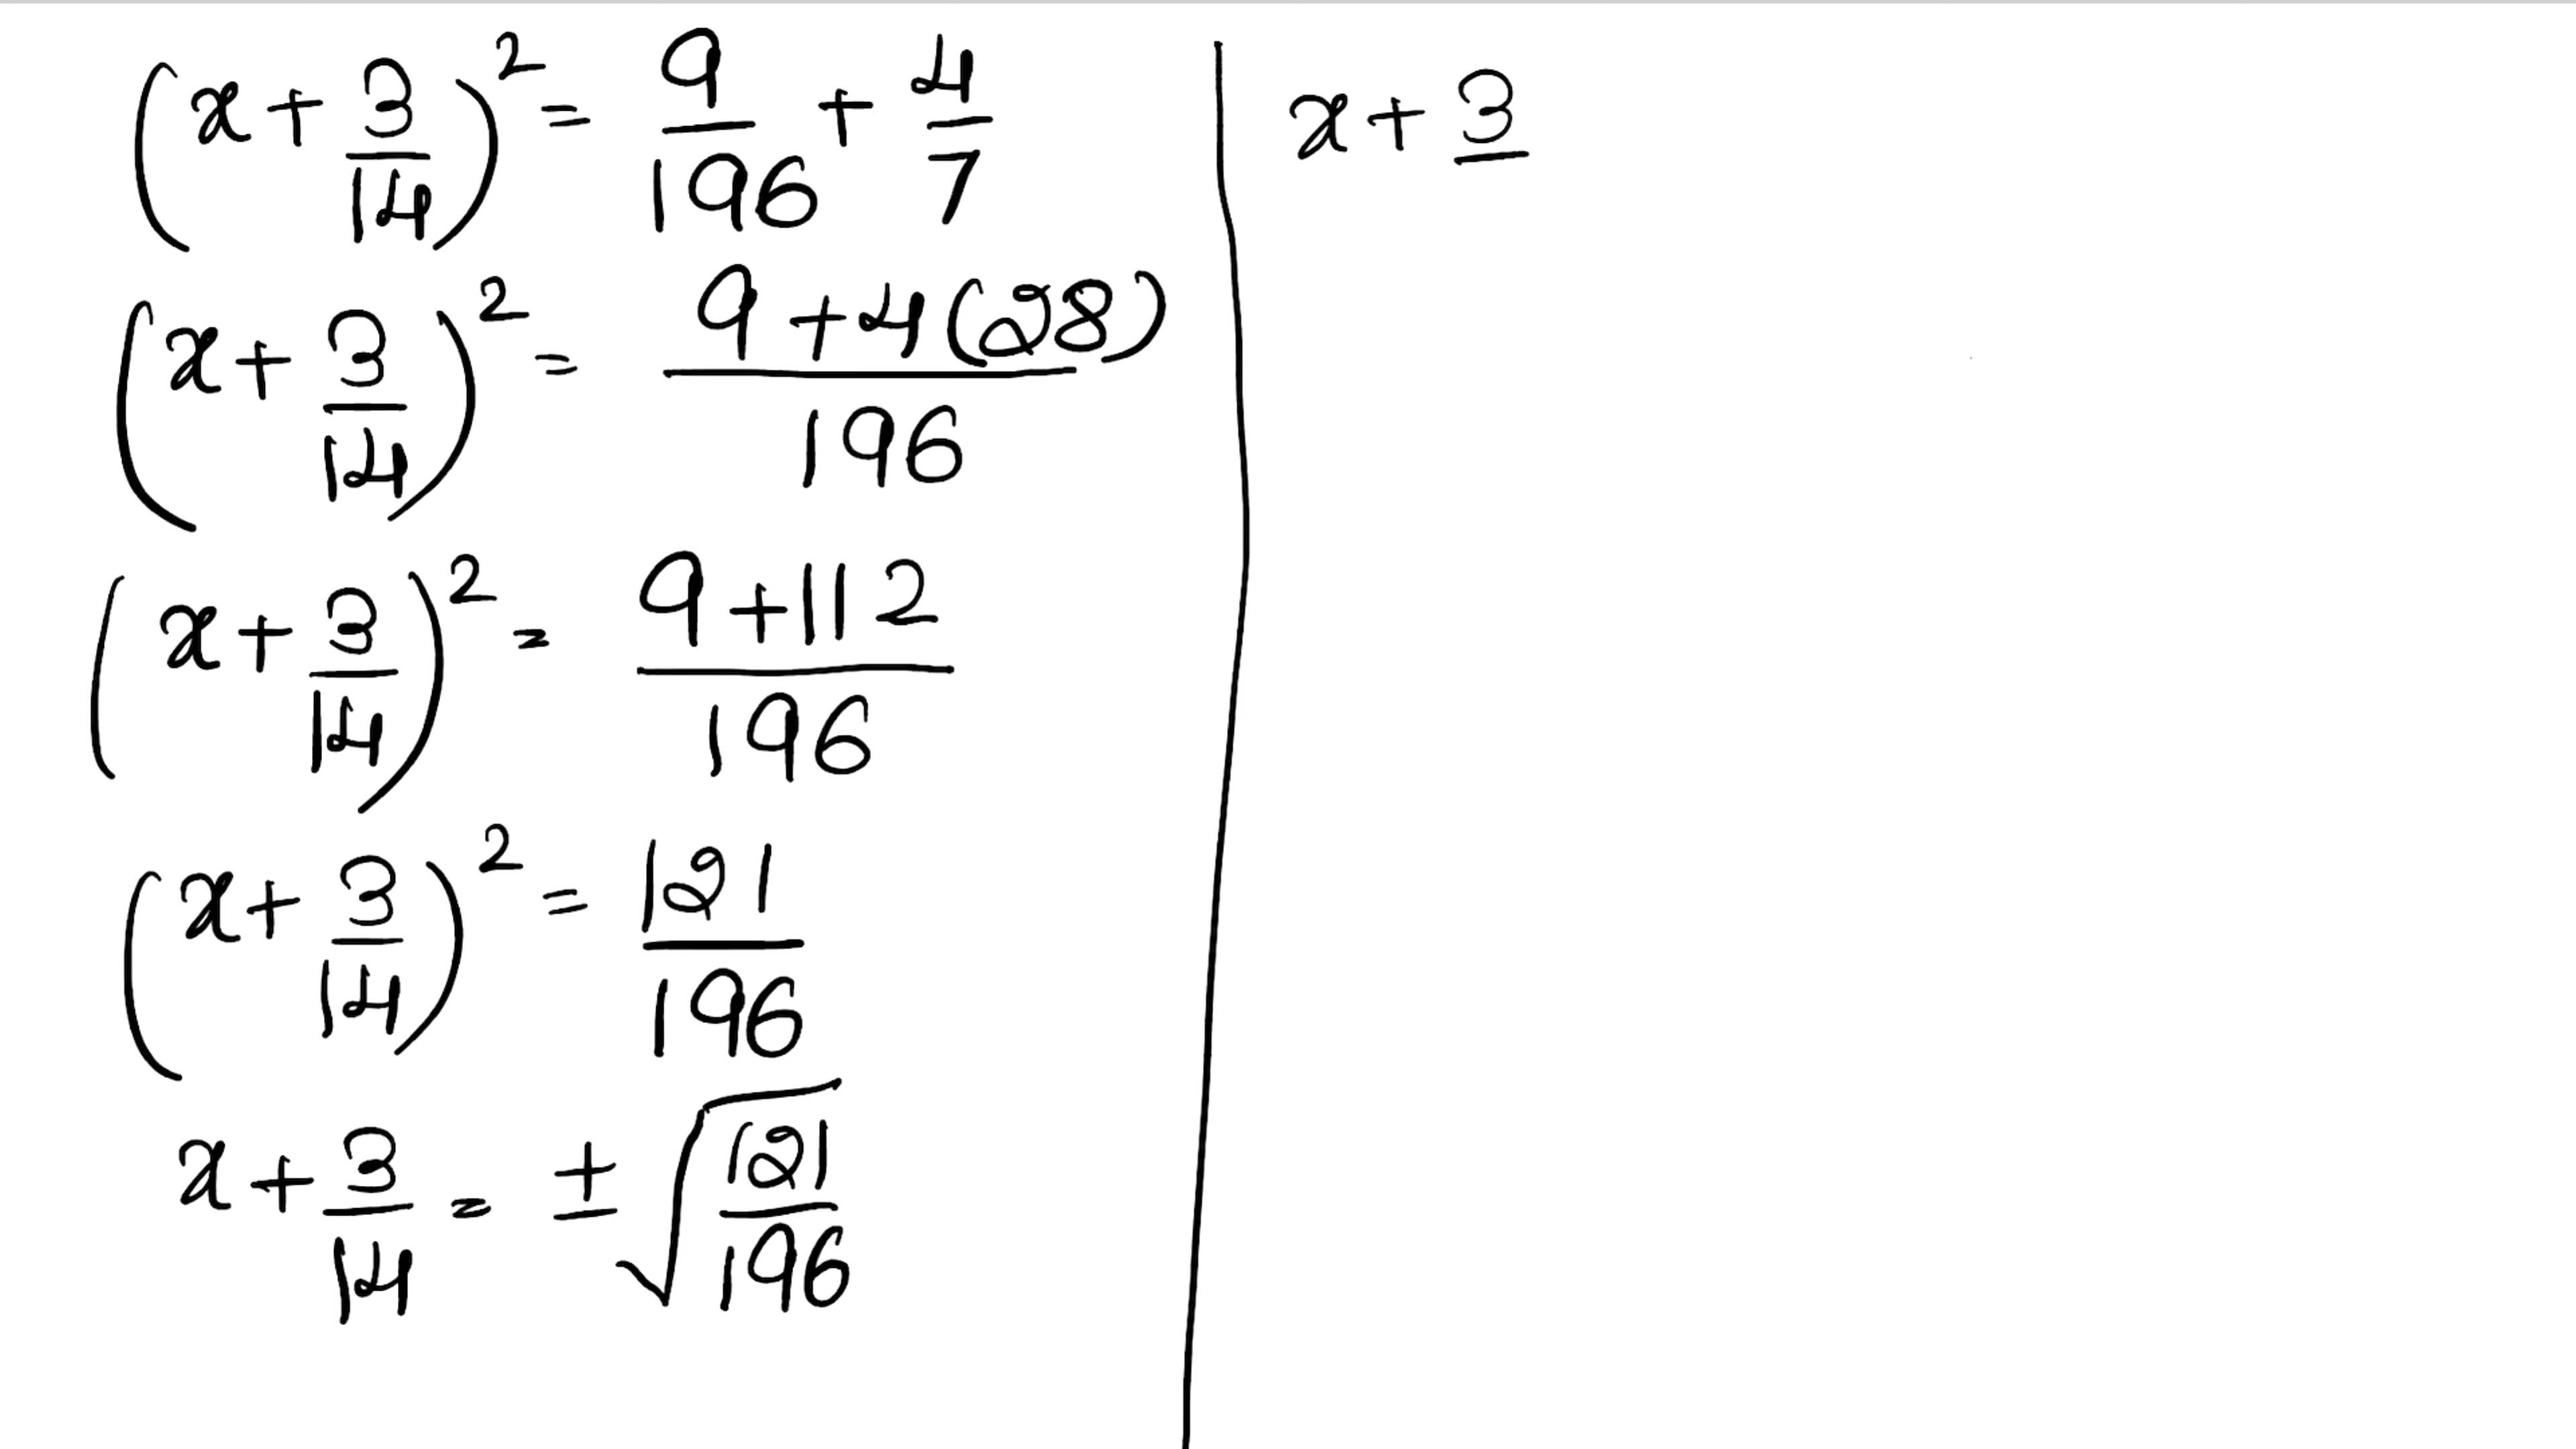 (x + 3/14)² = 9/196 + 4/7
(x + 3/14)² = 9 + 4(28)/196
(x + 3/14)² = 9 + 112/196
(x + 3/14)² = 121/196
x + 3/14 = ± √121/196
x + 3